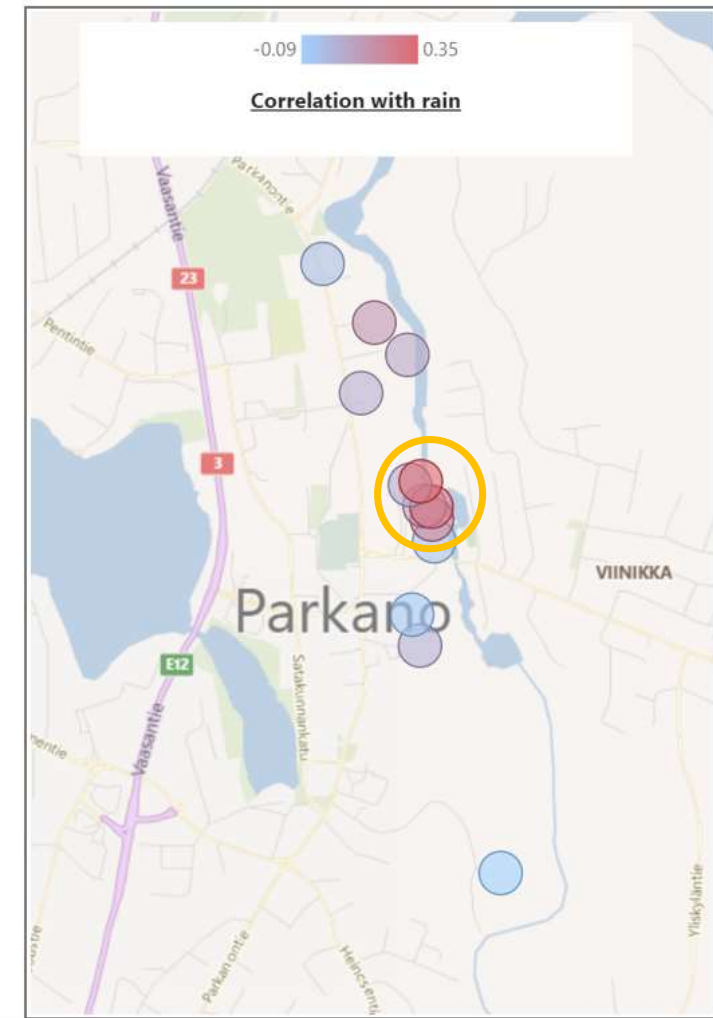 -0.09 0.35
Correlation with rain
Parkanontie
Vaasantie
23
Pentintie
3
VIINIKKA
Parkano
E12
Satakunnankatu
Vaasantie
Yliskyläntie
Parkanontie